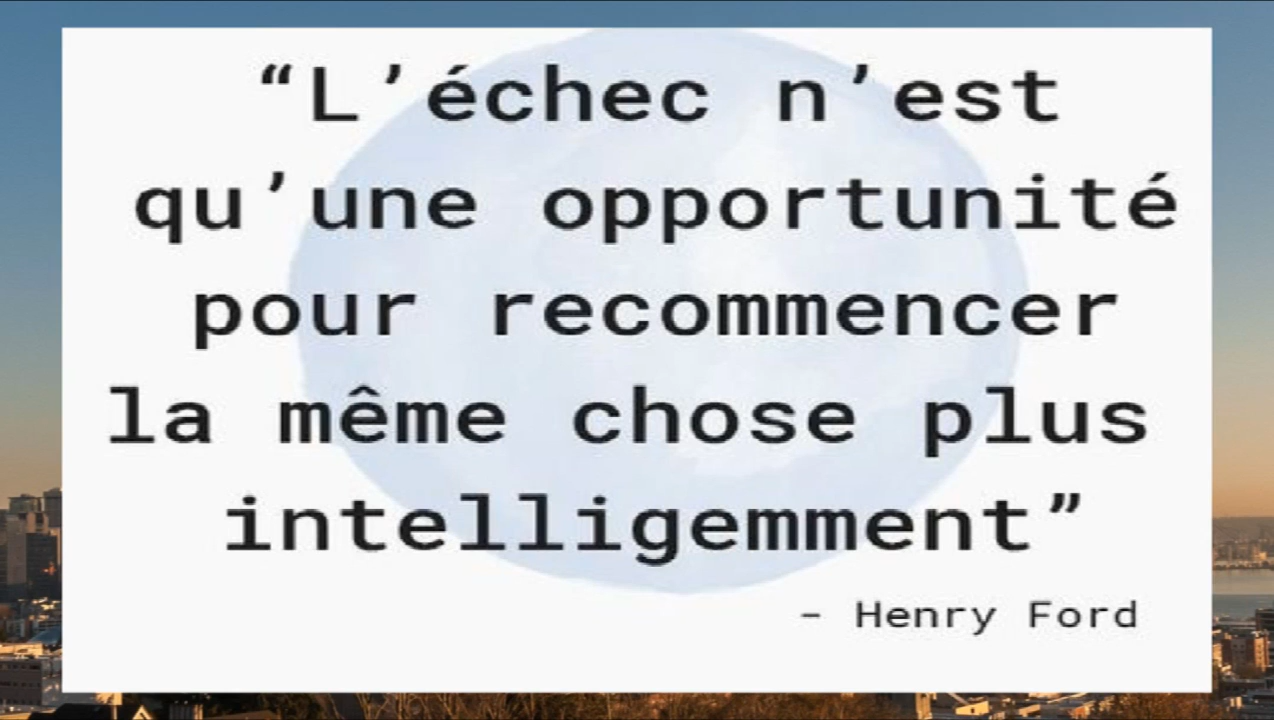 “L’échec n’est
qu’une opportunité
pour recommencer
la même chose plus
intelligemment”
- Henry Ford